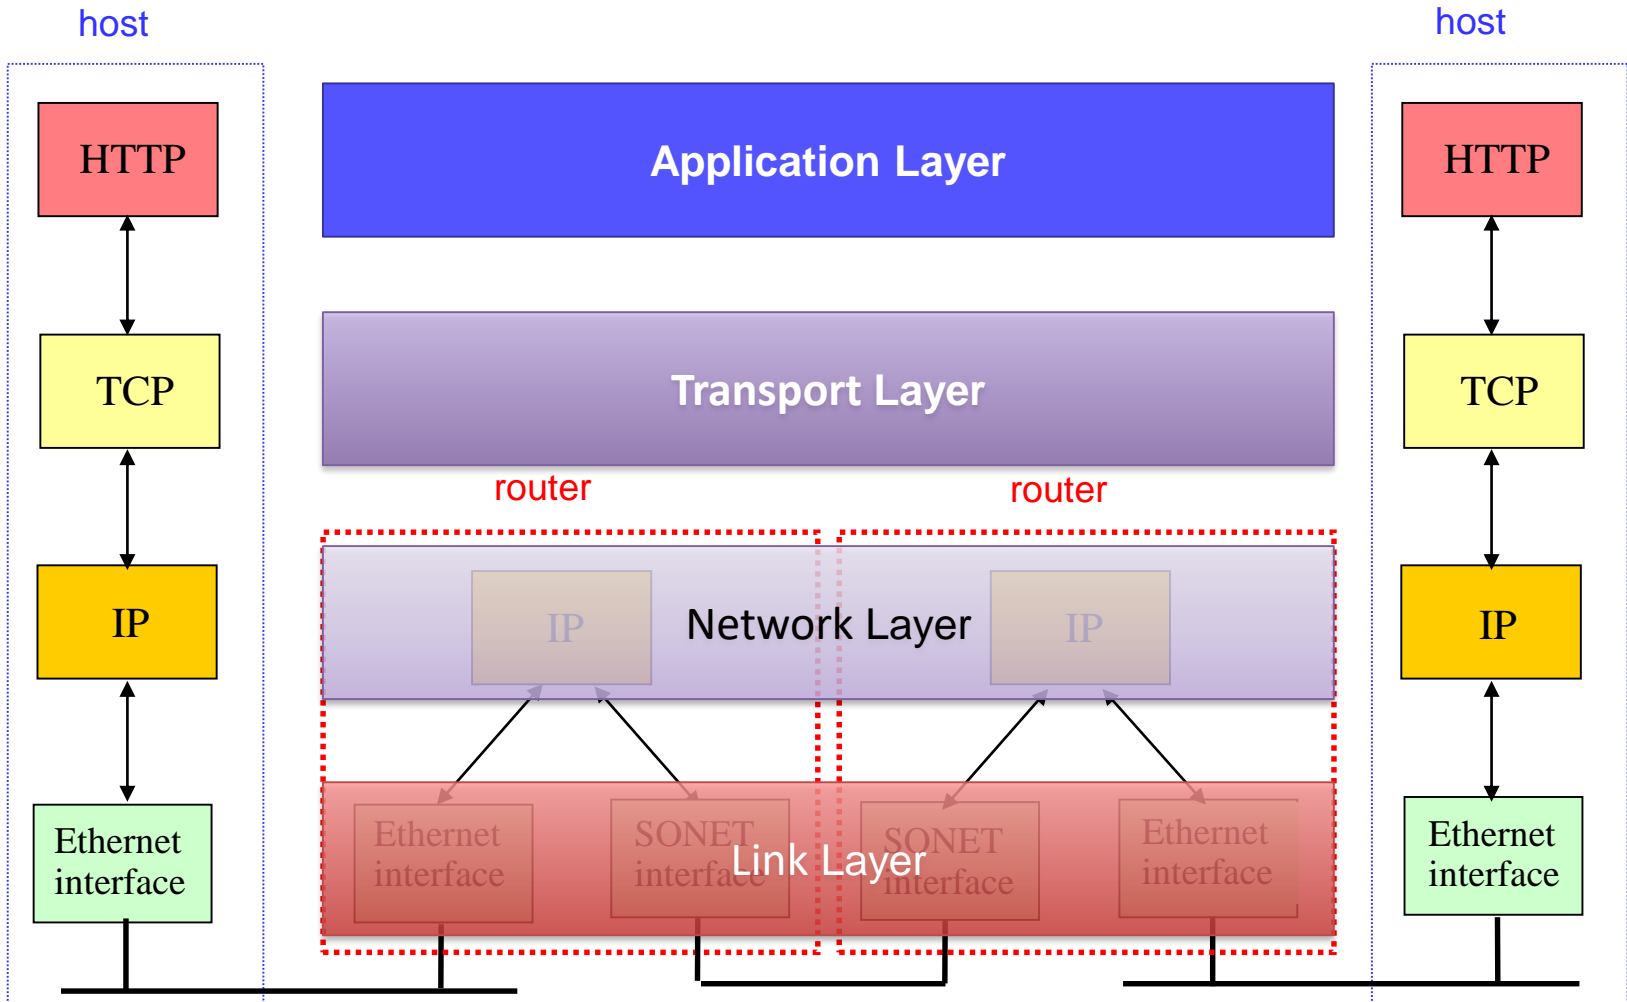 host
host
HTTP
Application Layer
HTTP
TCP
Transport Layer
TCP
router
router
IP
IP
Network Layer
IP
IP
Ethernet
interface
Ethernet
interface
SONET
interface
Link Layer
SONET
interface
Ethernet
interface
Ethernet
interface